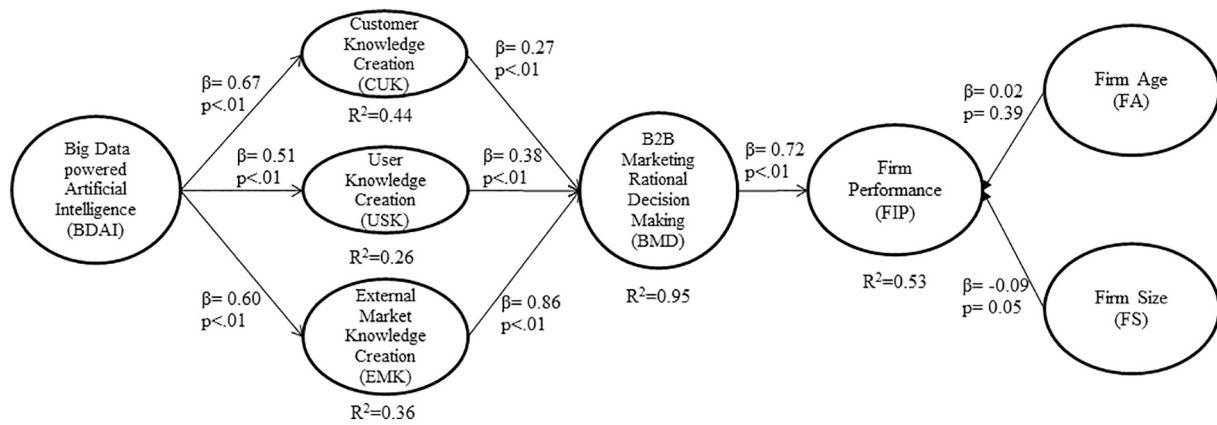 Big Data
powered
Artificial
Intelligence
(BDAI)
β= 0.67
p<.01
β= 0.51
p<.01
β= 0.60
p<.01
Customer
Knowledge
Creation
(CUK)
R²=0.44
User
Knowledge
Creation
(USK)
R²=0.26
External
Market
Knowledge
Creation
(EMK)
R²=0.36
β= 0.27
p<.01
β= 0.38
p<.01
β= 0.86
p<.01
B2B
Marketing
Rational
Decision
Making
(BMD)
R²=0.95
β= 0.72
p<.01
Firm
Performance
(FIP)
R²=0.53
β= 0.02
p= 0.39
β= -0.09
p= 0.05
Firm Age
(FA)
Firm Size
(FS)